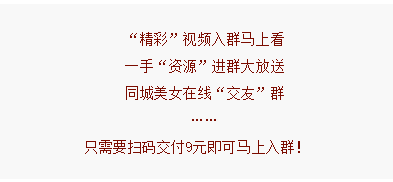 “精彩”视频入群马上看
一手“资源”进群大放送
同城美女在线“交友”群
……
只需要扫码交付9元即可马上入群！